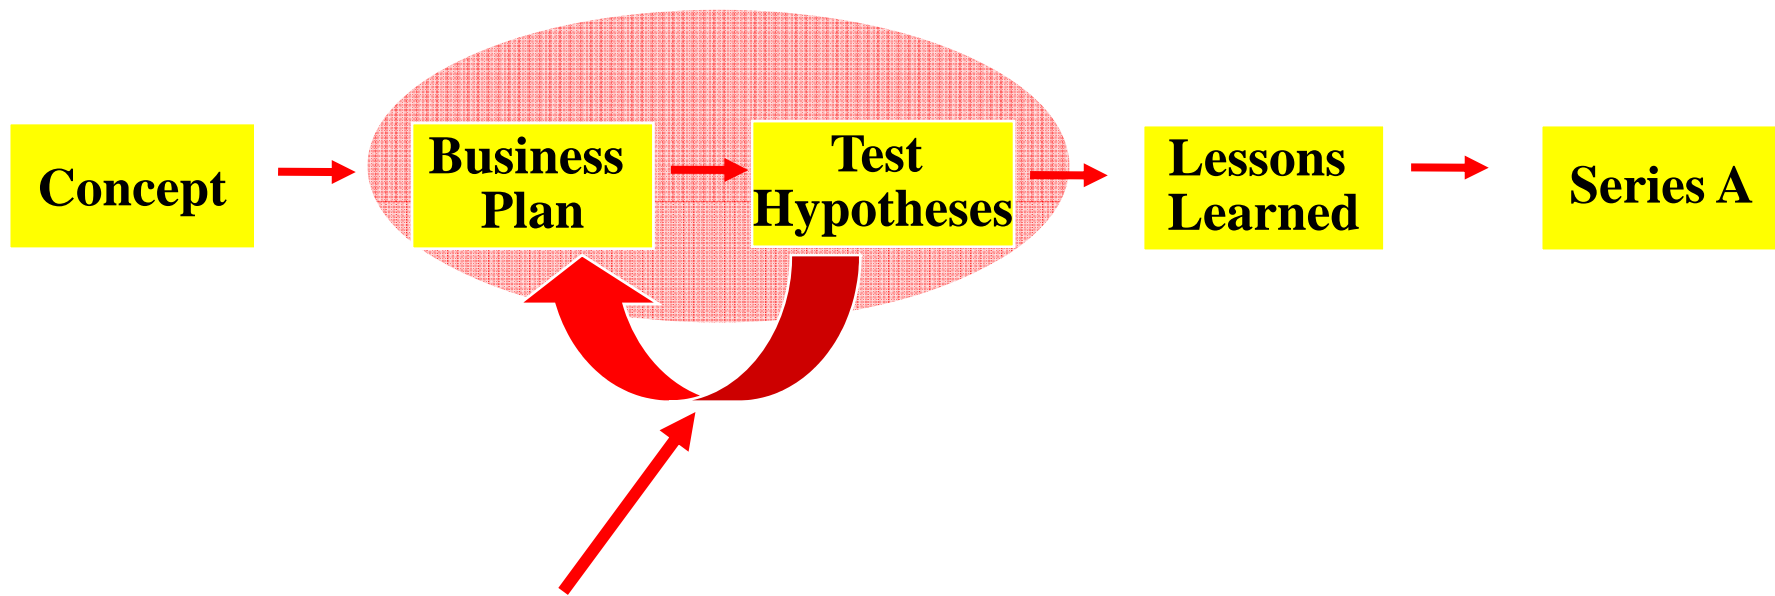 Concept
Business
Plan
Test
Hypotheses
Lessons
Learned
Series A